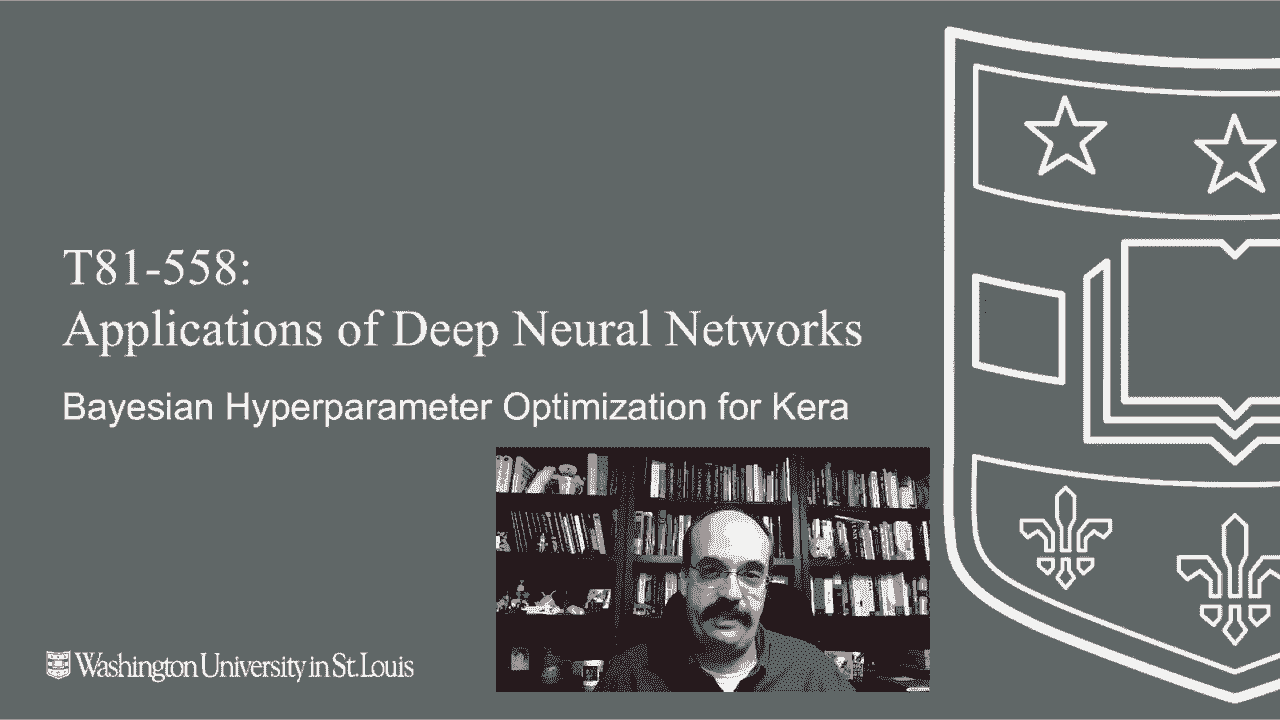 T81-558:
Applications of Deep Neural Networks
Bayesian Hyperparameter Optimization for Kera
Washington University in St. Louis